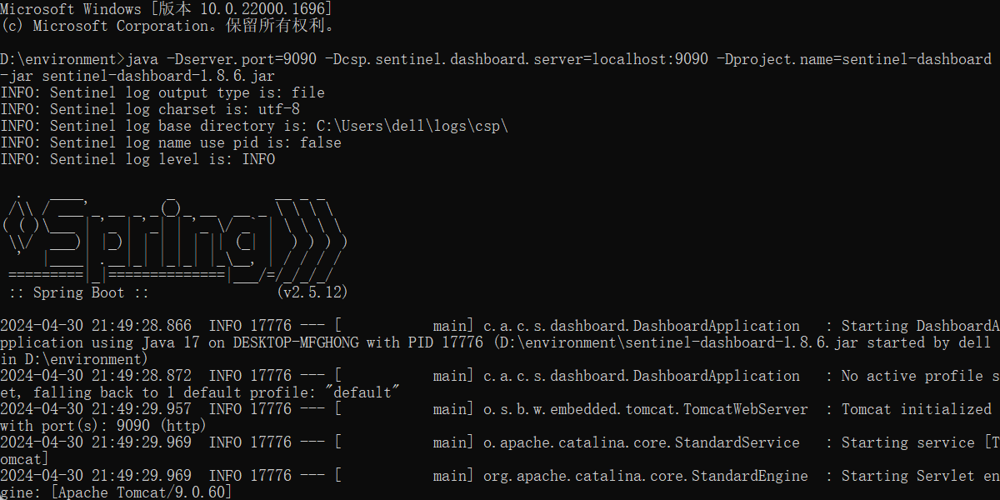 Microsoft Windows [版本 10.0.22000.1696]
(c) Microsoft Corporation。保留所有权利。
D:\environment>java -Dserver.port=9090 -Dcsp.sentinel.dashboard.server=localhost:9090 -Dproject.name=sentinel-dashboard
-jar sentinel-dashboard-1.8.6.jar
INFO: Sentinel log output type is: file
INFO: Sentinel log charset is: utf-8
INFO: Sentinel log base directory is: C:\Users\dell\logs\csp\
INFO: Sentinel log name use pid is: false
INFO: Sentinel log level is: INFO
  .   ____          _            __ _ _
 /\\ / ___'_ __ _ _(_)_ __  __ _ \ \ \ \
( ( )\___ | '_ | '_| | '_ \/ _` | \ \ \ \
 \\/  ___)| |_)| | | | | || (_| |  ) ) ) )
  '  |____| .__|_| |_|_| |_\__, | / / / /
 =========|_|==============|___/=/_/_/_/
 :: Spring Boot ::               (v2.5.12)
2024-04-30 21:49:28.866  INFO 17776 --- [           main] c.a.c.s.dashboard.DashboardApplication   : Starting DashboardA
pplication using Java 17 on DESKTOP-MFGHONG with PID 17776 (D:\environment\sentinel-dashboard-1.8.6.jar started by dell
in D:\environment)
2024-04-30 21:49:28.872  INFO 17776 --- [           main] c.a.c.s.dashboard.DashboardApplication   : No active profile s
et, falling back to 1 default profile: "default"
2024-04-30 21:49:29.957  INFO 17776 --- [           main] o.s.b.w.embedded.tomcat.TomcatWebServer  : Tomcat initialized
with port(s): 9090 (http)
2024-04-30 21:49:29.969  INFO 17776 --- [           main] o.apache.catalina.core.StandardService   : Starting service [T
omcat]
2024-04-30 21:49:29.969  INFO 17776 --- [           main] org.apache.catalina.core.StandardEngine  : Starting Servlet en
gine: [Apache Tomcat/9.0.60]